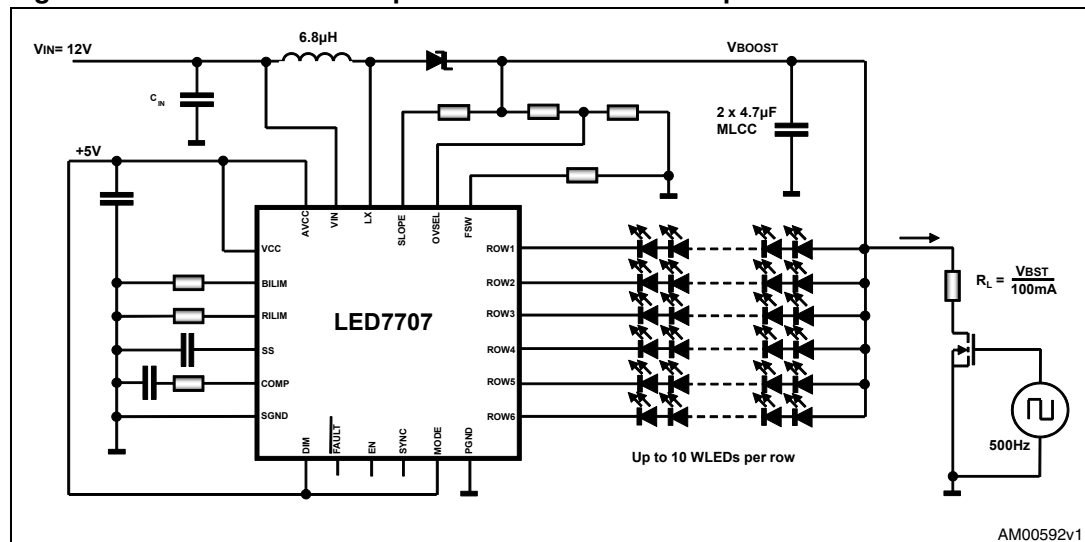 VIN= 12V
6.8µH
VBOOST
CIN
2 x 4.7µF
MLCC
+5V
AVCC
VIN
LX
SLOPE
OVSEL
FSW
VCC
BILIM
RILIM
SS
COMP
SGND
LED7707
ROW1
ROW2
ROW3
ROW4
ROW5
ROW6
DIM
FAULT
EN
SYNC
MODE
PGND
Up to 10 WLEDs per row
RL = VBST
100mA
500Hz
AM00592v1